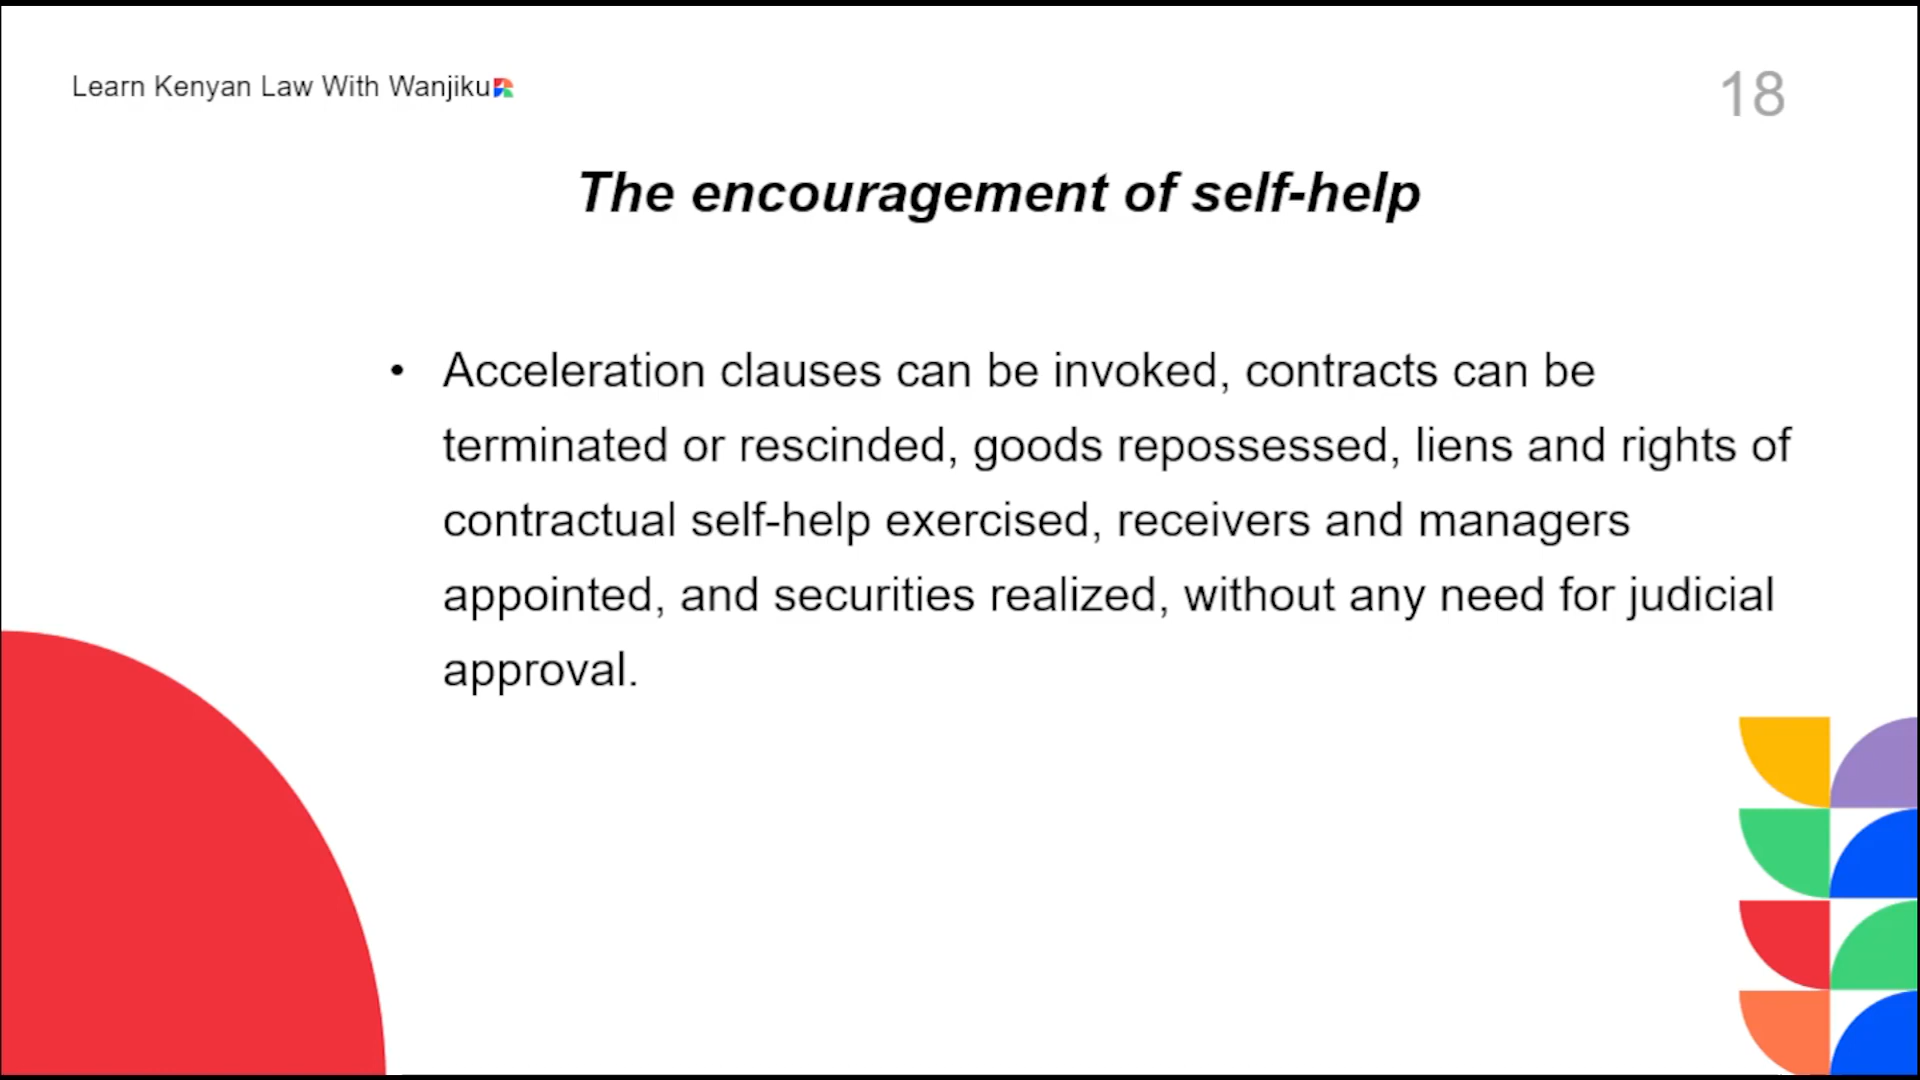 Learn Kenyan Law With Wanjiku
18
The encouragement of self-help
• Acceleration clauses can be invoked, contracts can be
terminated or rescinded, goods repossessed, liens and rights of
contractual self-help exercised, receivers and managers
appointed, and securities realized, without any need for judicial
approval.